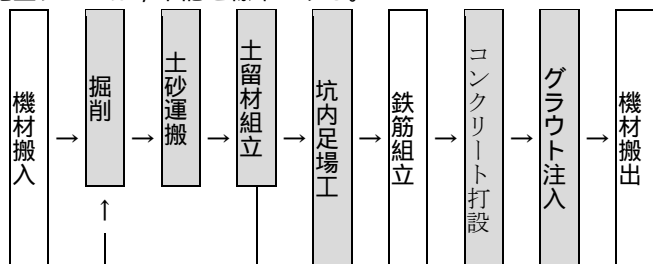 機材搬入
→
掘削
→
土砂運搬
→
土留材組立
→
坑内足場工
→
鉄筋組立
→
コンクリート打設
→
グラウト注入
→
機材搬出
↑